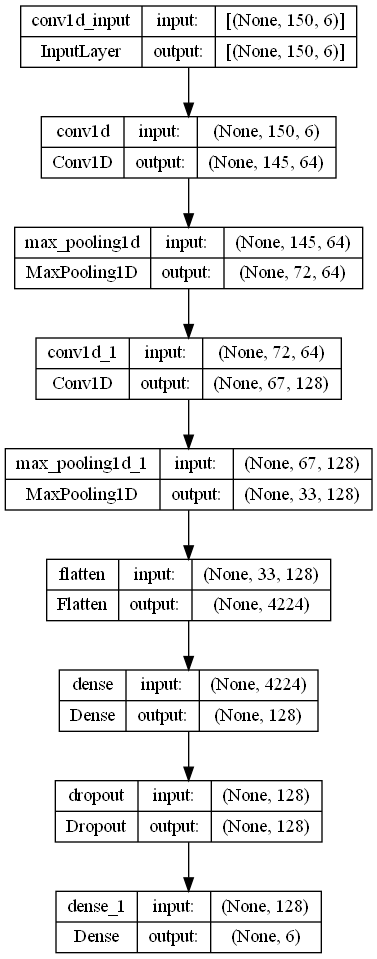 conv1d_input input: [(None, 150, 6)]
InputLayer output: [(None, 150, 6)]
conv1d input: (None, 150, 6)
Conv1D output: (None, 145, 64)
max_pooling1d input: (None, 145, 64)
MaxPooling1D output: (None, 72, 64)
conv1d_1 input: (None, 72, 64)
Conv1D output: (None, 67, 128)
max_pooling1d_1 input: (None, 67, 128)
MaxPooling1D output: (None, 33, 128)
flatten input: (None, 33, 128)
Flatten output: (None, 4224)
dense input: (None, 4224)
Dense output: (None, 128)
dropout input: (None, 128)
Dropout output: (None, 128)
dense_1 input: (None, 128)
Dense output: (None, 6)